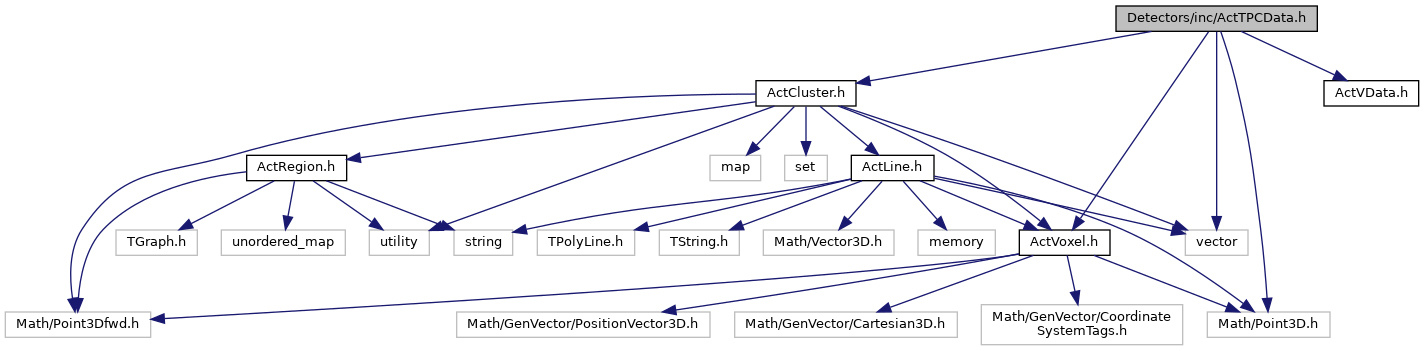 Detectors/inc/ActTPCData.h
ActCluster.h
ActVData.h
ActRegion.h
map
set
ActLine.h
TGraph.h
unordered_map
utility
string
TPolyLine.h
TString.h
Math/Vector3D.h
memory
ActVoxel.h
vector
Math/Point3Dfwd.h
Math/GenVector/PositionVector3D.h
Math/GenVector/Cartesian3D.h
Math/GenVector/Coordinate
SystemTags.h
Math/Point3D.h